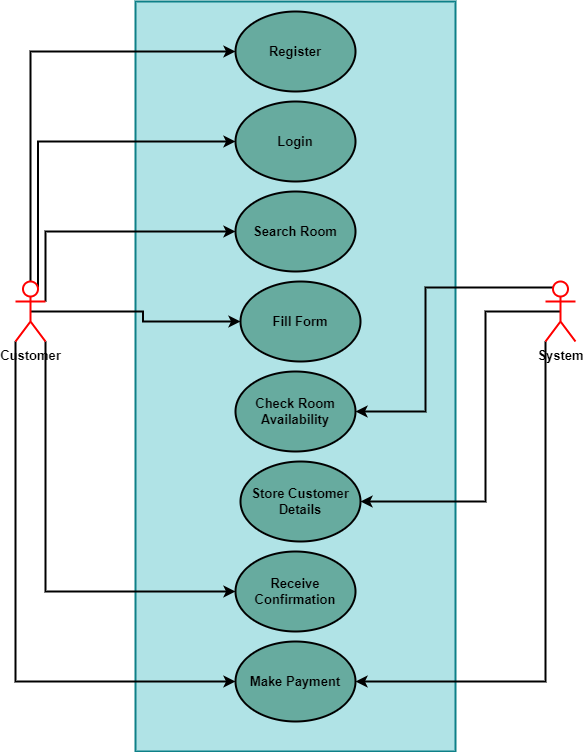 Register
Login
Search Room
Fill Form
Customer
System
Check Room
Availability
Store Customer
Details
Receive
Confirmation
Make Payment